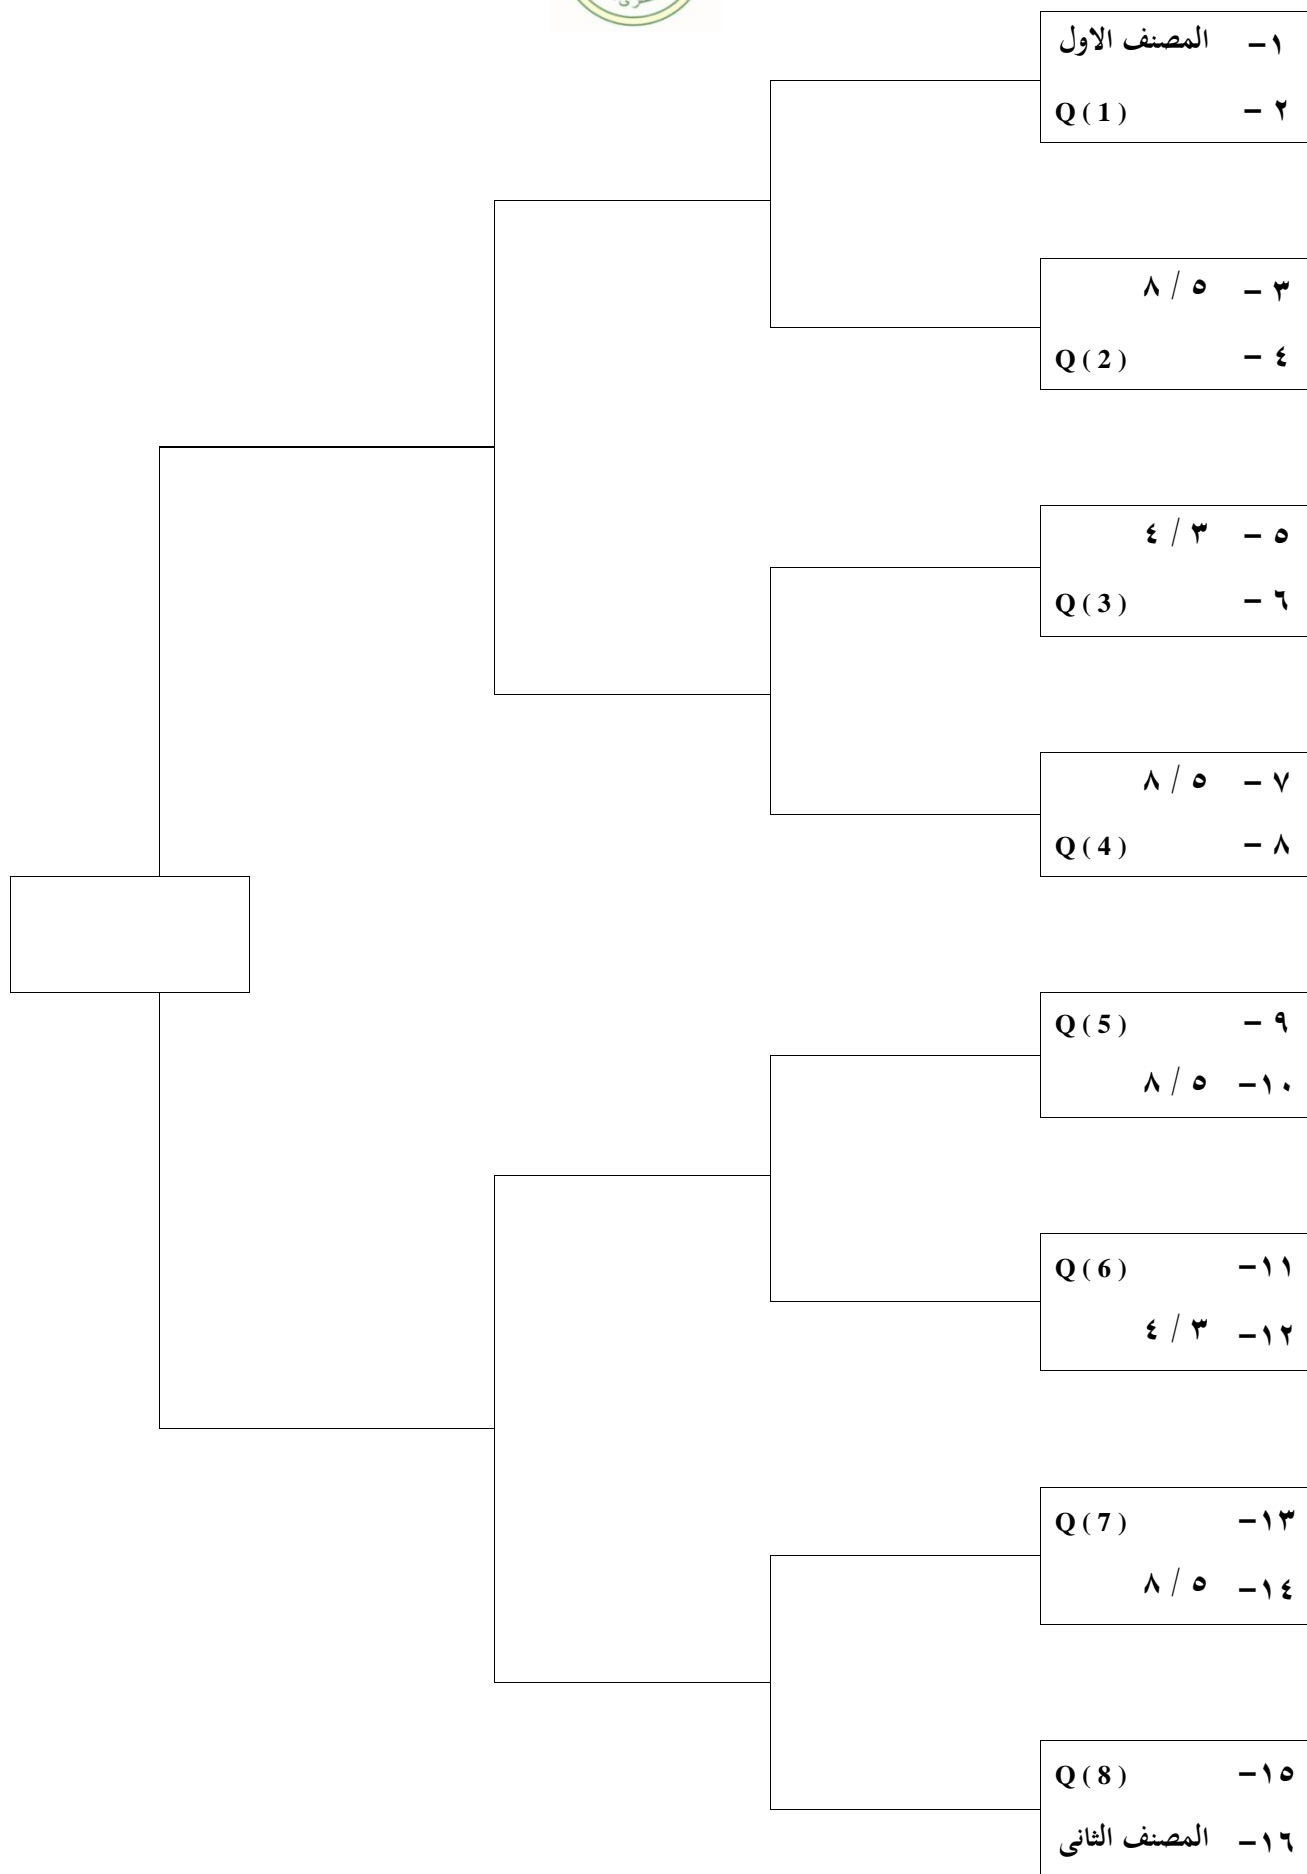 ١- المصنف الاول
٢ - Q ( 1 )
٣ - ٥ / ٨
٤ - Q ( 2 )
٥ - ٣ / ٤
٦ - Q ( 3 )
٧ - ٥ / ٨
٨ - Q ( 4 )
٩ - Q ( 5 )
١٠- ٥ / ٨
١١- Q ( 6 )
١٢- ٣ / ٤
١٣- Q ( 7 )
١٤- ٥ / ٨
١٥- Q ( 8 )
١٦- المصنف الثانى